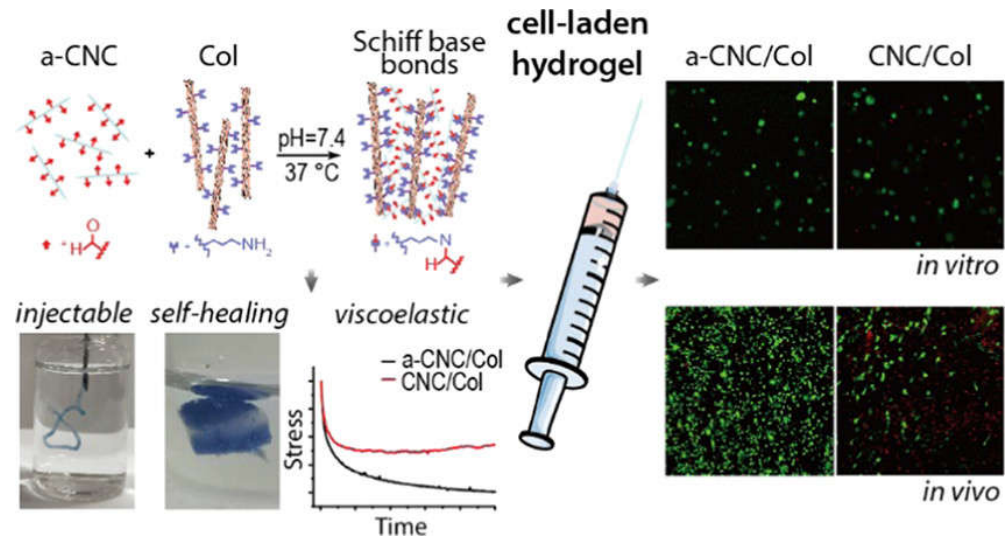 a-CNC
+
Col
pH=7.4
37 °C
Schiff base
bonds
+ H O
+ NH2
+ N H
cell-laden
hydrogel
a-CNC/Col
CNC/Col
in vitro
injectable
self-healing
viscoelastic
a-CNC/Col
CNC/Col
Stress
Time
in vivo